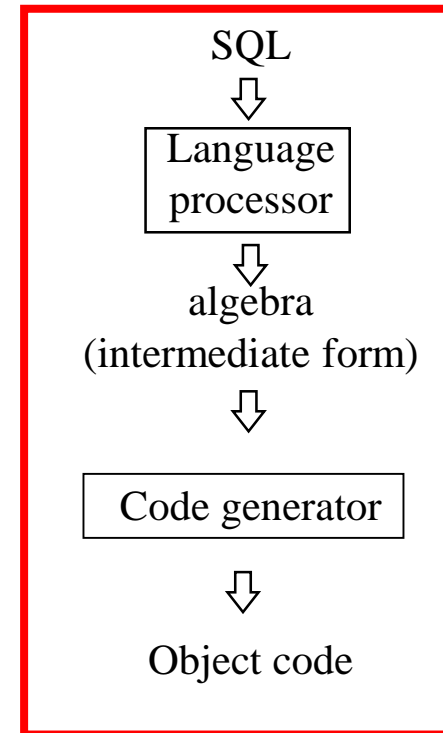 SQL
Language
processor
algebra
(intermediate form)
Code generator
Object code